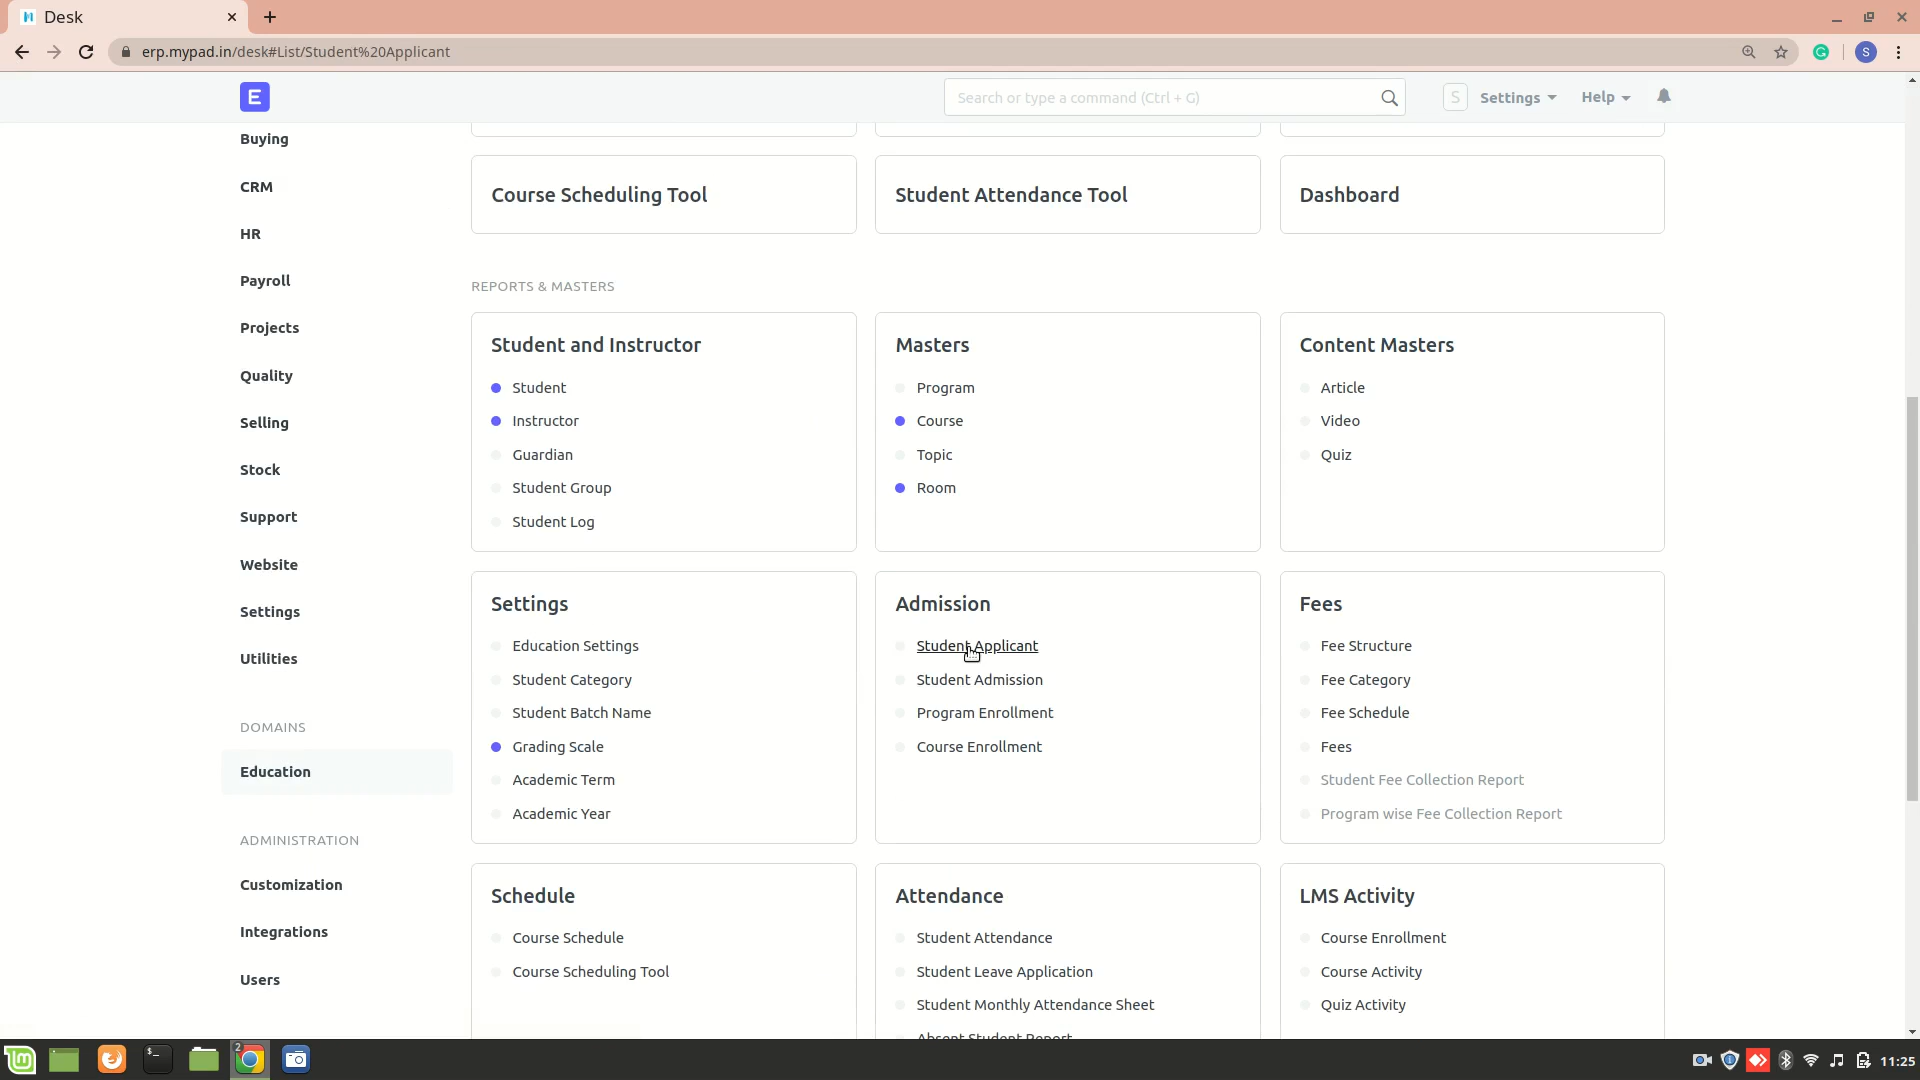 Desk
erp.mypad.in/desk#List/Student%20Applicant
S
E
Search or type a command (Ctrl + G)
S
Settings
Help
Buying
CRM
HR
Payroll
Projects
Quality
Selling
Stock
Support
Website
Settings
Utilities
DOMAINS
Education
ADMINISTRATION
Customization
Integrations
Users
Course Scheduling Tool
Student Attendance Tool
Dashboard
REPORTS & MASTERS
Student and Instructor
Student
Instructor
Guardian
Student Group
Student Log
Masters
Program
Course
Topic
Room
Content Masters
Article
Video
Quiz
Settings
Education Settings
Student Category
Student Batch Name
Grading Scale
Academic Term
Academic Year
Admission
Student Applicant
Student Admission
Program Enrollment
Course Enrollment
Fees
Fee Structure
Fee Category
Fee Schedule
Fees
Student Fee Collection Report
Program wise Fee Collection Report
Schedule
Course Schedule
Course Scheduling Tool
Attendance
Student Attendance
Student Leave Application
Student Monthly Attendance Sheet
Absent Student Report
LMS Activity
Course Enrollment
Course Activity
Quiz Activity
2
11:25